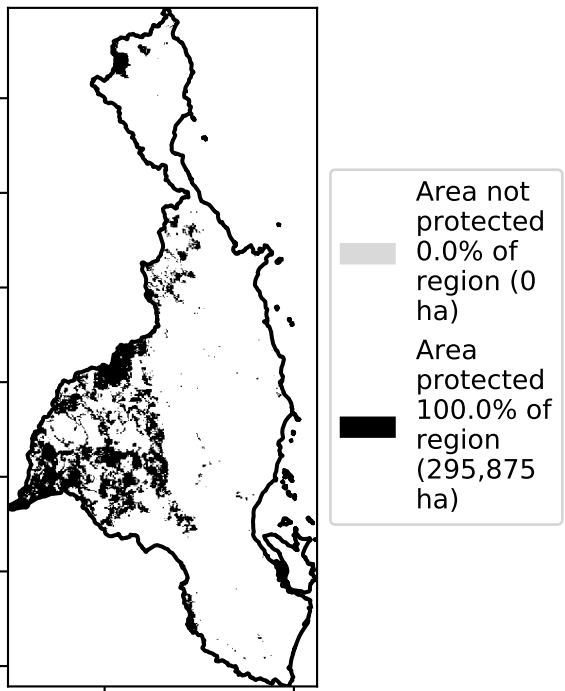 Area not
protected
0.0% of
region (0
ha)
Area
protected
100.0% of
region
(295,875
ha)